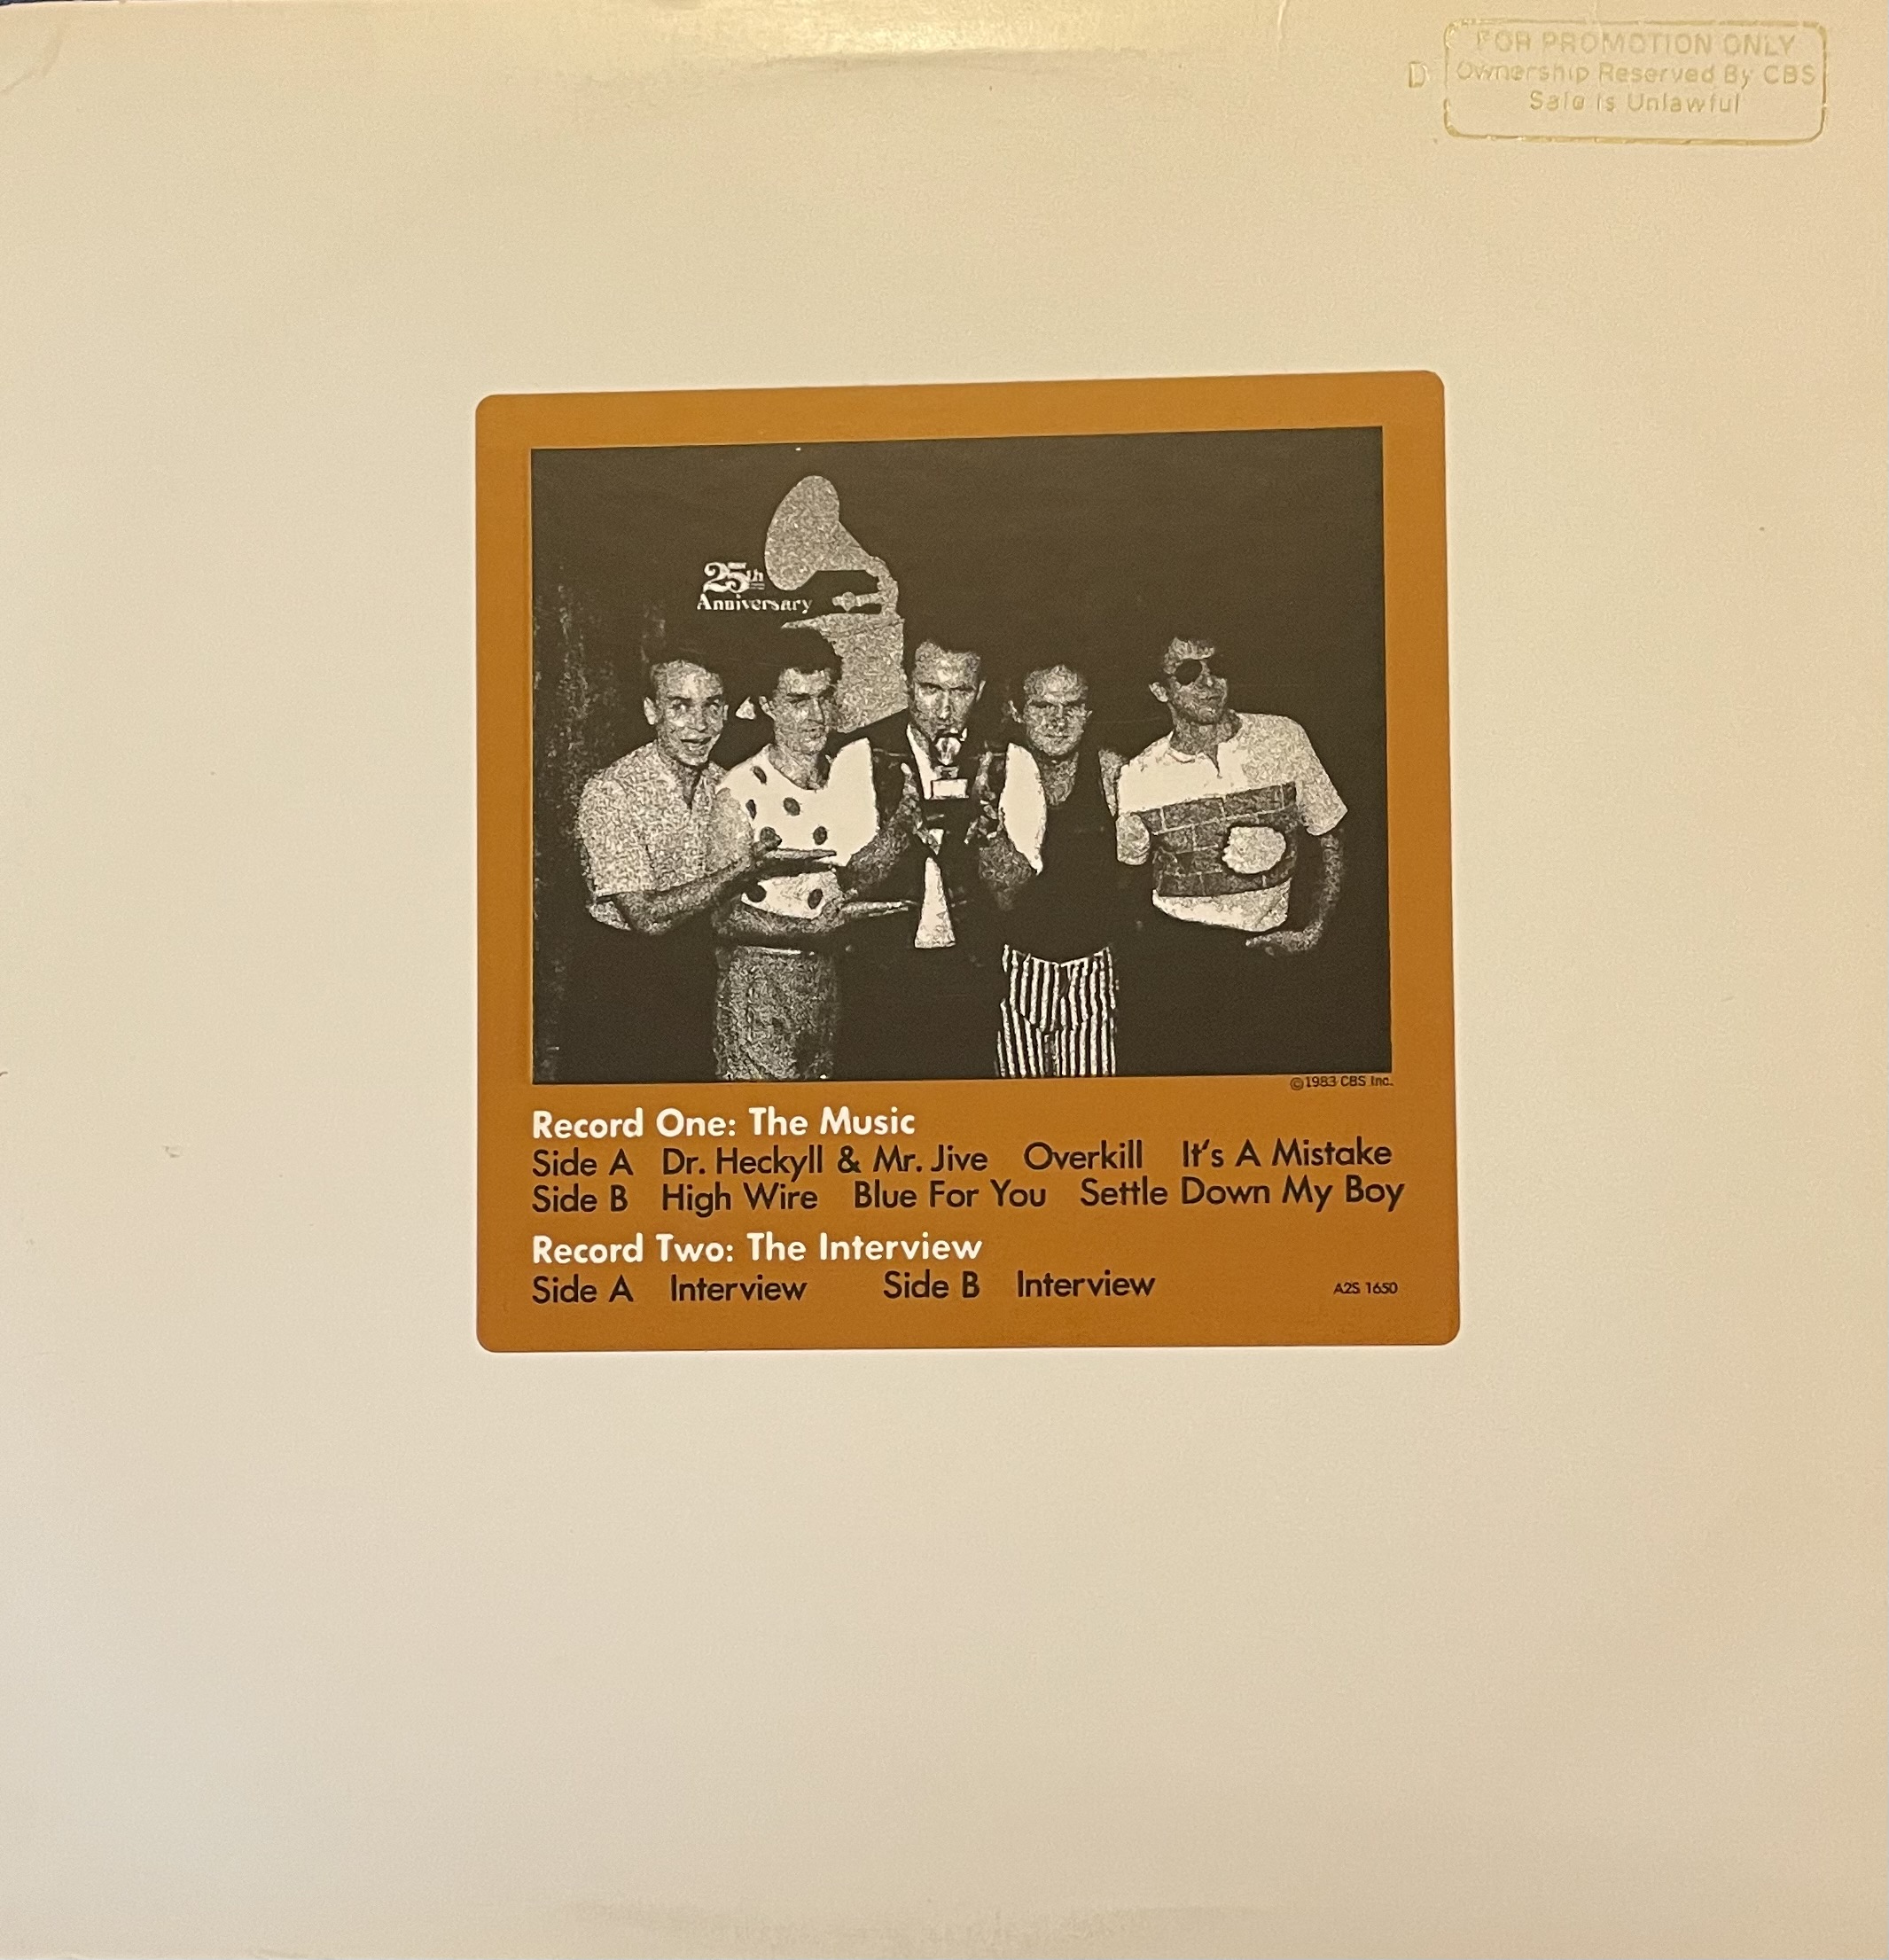 FOR PROMOTION ONLY
D Ownership Reserved By CBS
Sale Is Unlawful
25th
Anniversary
©1983 CBS Inc.
Record One: The Music
Side A Dr. Heckyll & Mr. Jive Overkill It's A Mistake
Side B High Wire Blue For You Settle Down My Boy
Record Two: The Interview
Side A Interview Side B Interview A2S 1650